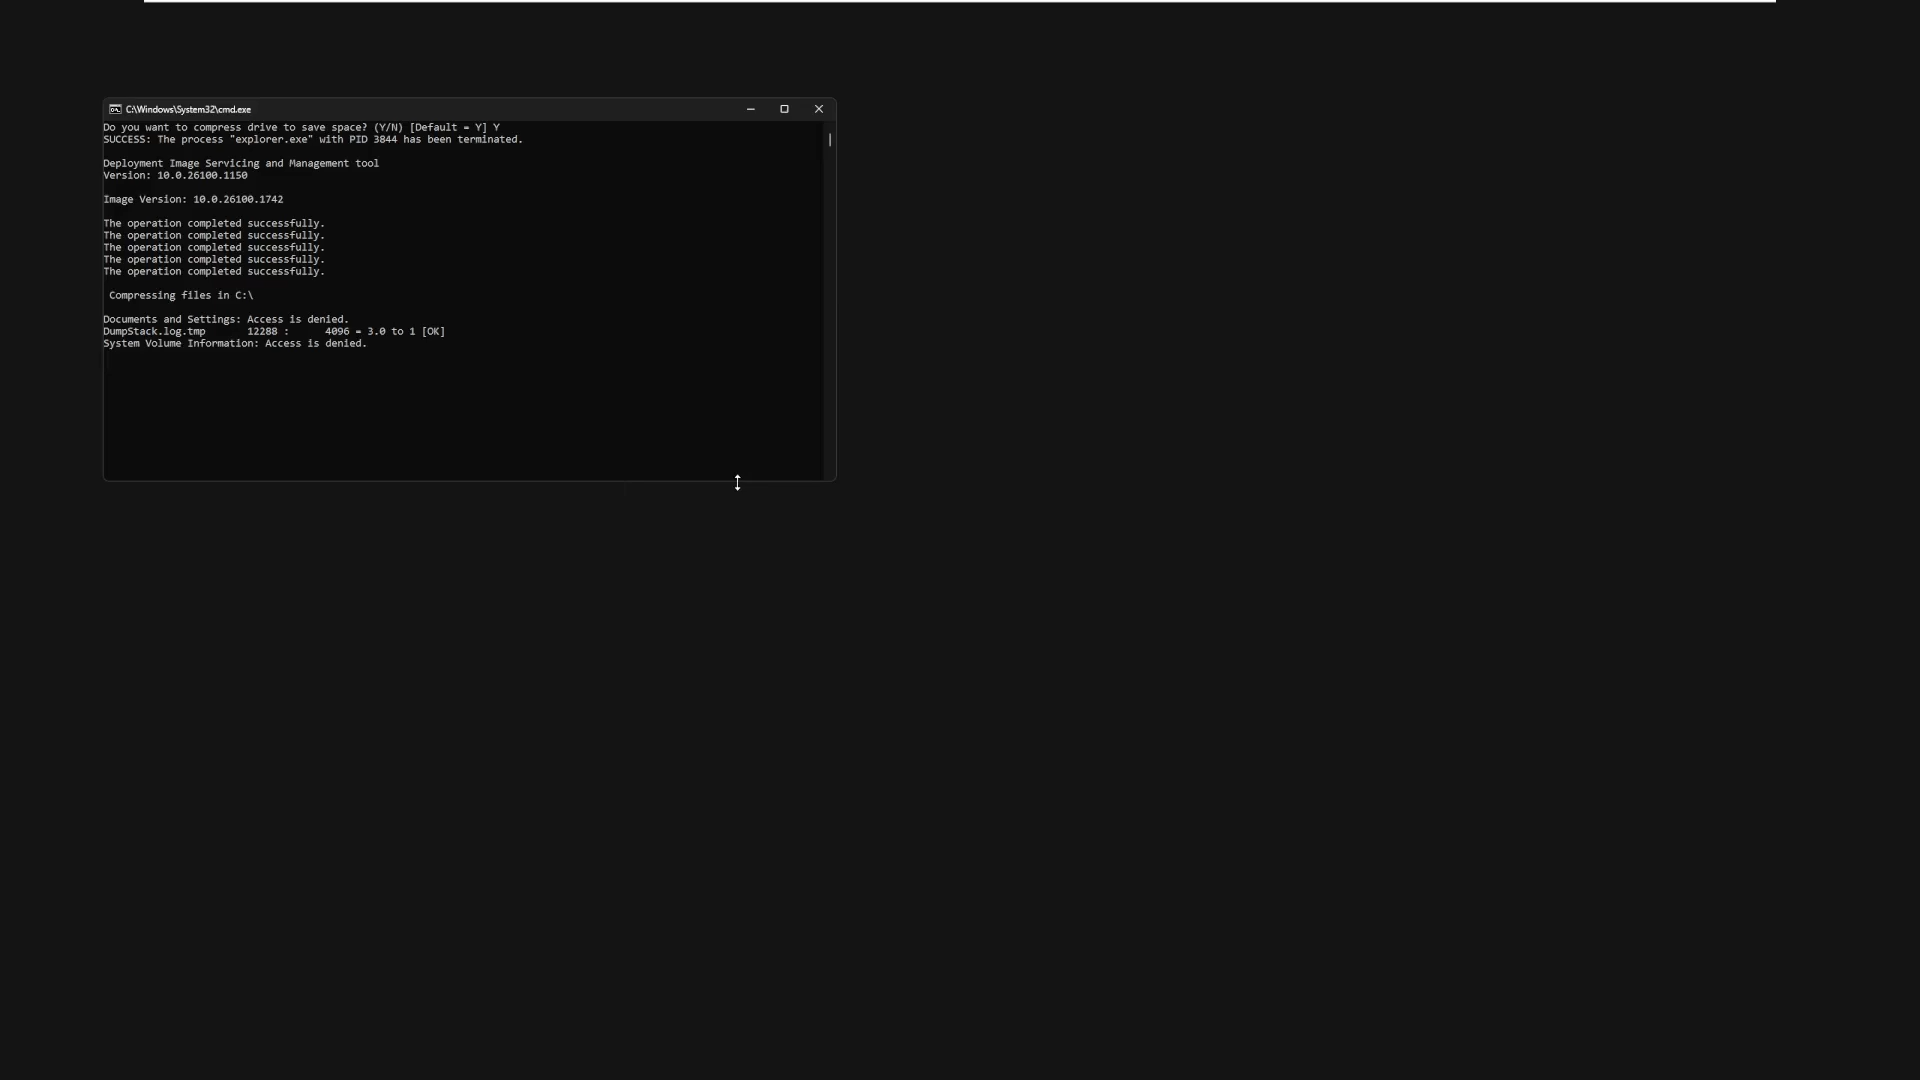 C:\Windows\System32\cmd.exe
Do you want to compress drive to save space? (Y/N) [Default = Y] Y
SUCCESS: The process "explorer.exe" with PID 3844 has been terminated.
Deployment Image Servicing and Management tool
Version: 10.0.26100.1150
Image Version: 10.0.26100.1742
The operation completed successfully.
The operation completed successfully.
The operation completed successfully.
The operation completed successfully.
The operation completed successfully.
Compressing files in C:\
Documents and Settings: Access is denied.
DumpStack.log.tmp       12288 :      4096 = 3.0 to 1 [OK]
System Volume Information: Access is denied.